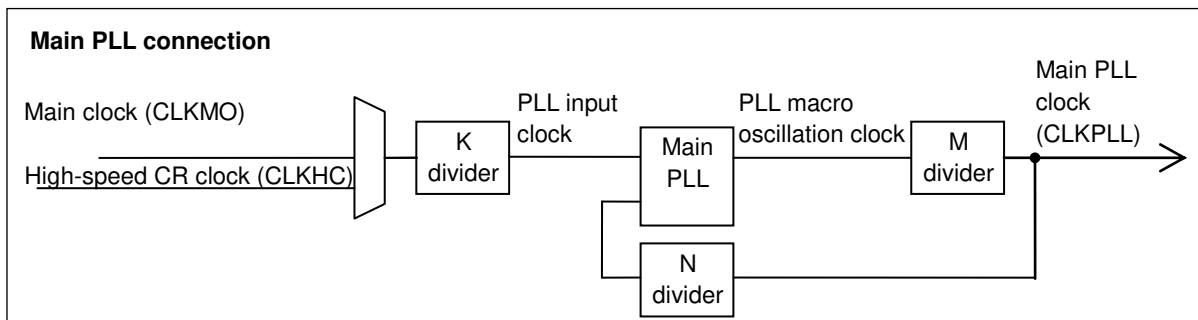 Main PLL connection
Main clock (CLKMO)
High-speed CR clock (CLKHC)
K
divider
PLL input
clock
Main
PLL
N
divider
PLL macro
oscillation clock
M
divider
Main PLL
clock
(CLKPLL)